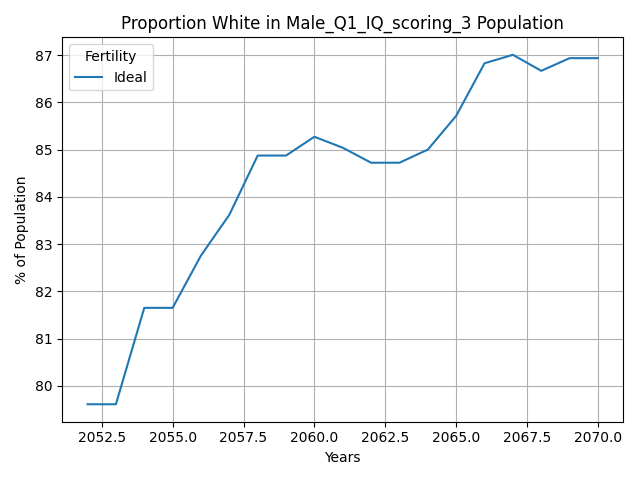 Proportion White in Male_Q1_IQ_scoring_3 Population
Fertility
Ideal
% of Population
87
86
85
84
83
82
81
80
2052.5 2055.0 2057.5 2060.0 2062.5 2065.0 2067.5 2070.0
Years